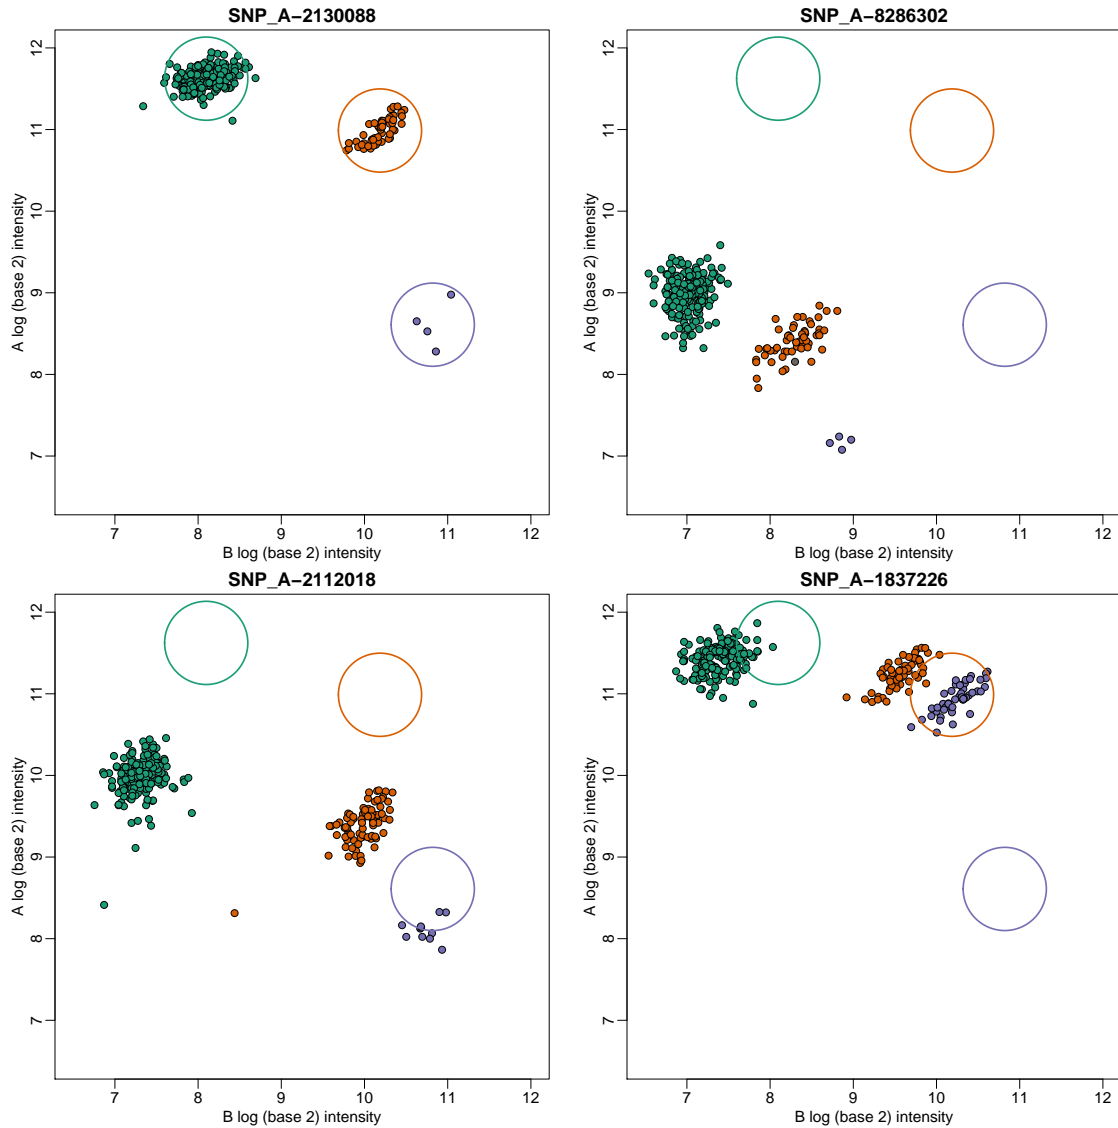 SNP_A−2130088
SNP_A−8286302
A log (base 2) intensity
12
11
10
9
8
7
7 8 9 10 11 12
B log (base 2) intensity
A log (base 2) intensity
12
11
10
9
8
7
7 8 9 10 11 12
B log (base 2) intensity
SNP_A−2112018
SNP_A−1837226
A log (base 2) intensity
12
11
10
9
8
7
7 8 9 10 11 12
B log (base 2) intensity
A log (base 2) intensity
12
11
10
9
8
7
7 8 9 10 11 12
B log (base 2) intensity